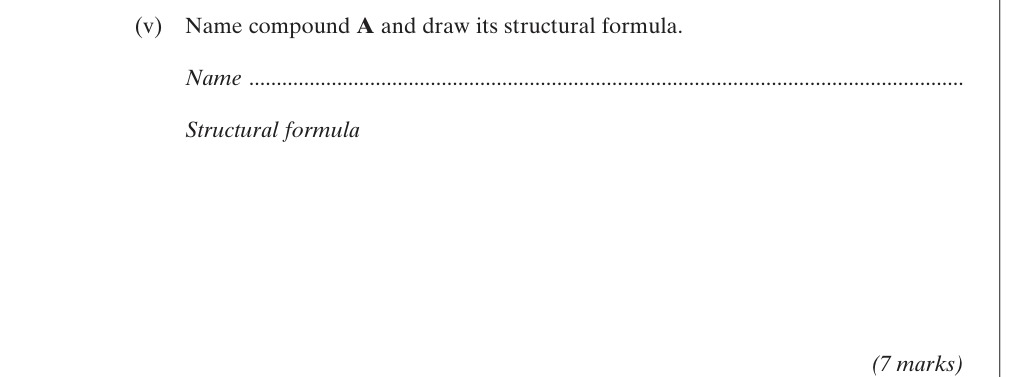 (v) Name compound A and draw its structural formula.
Name ................................................................................................................................
Structural formula
(7 marks)